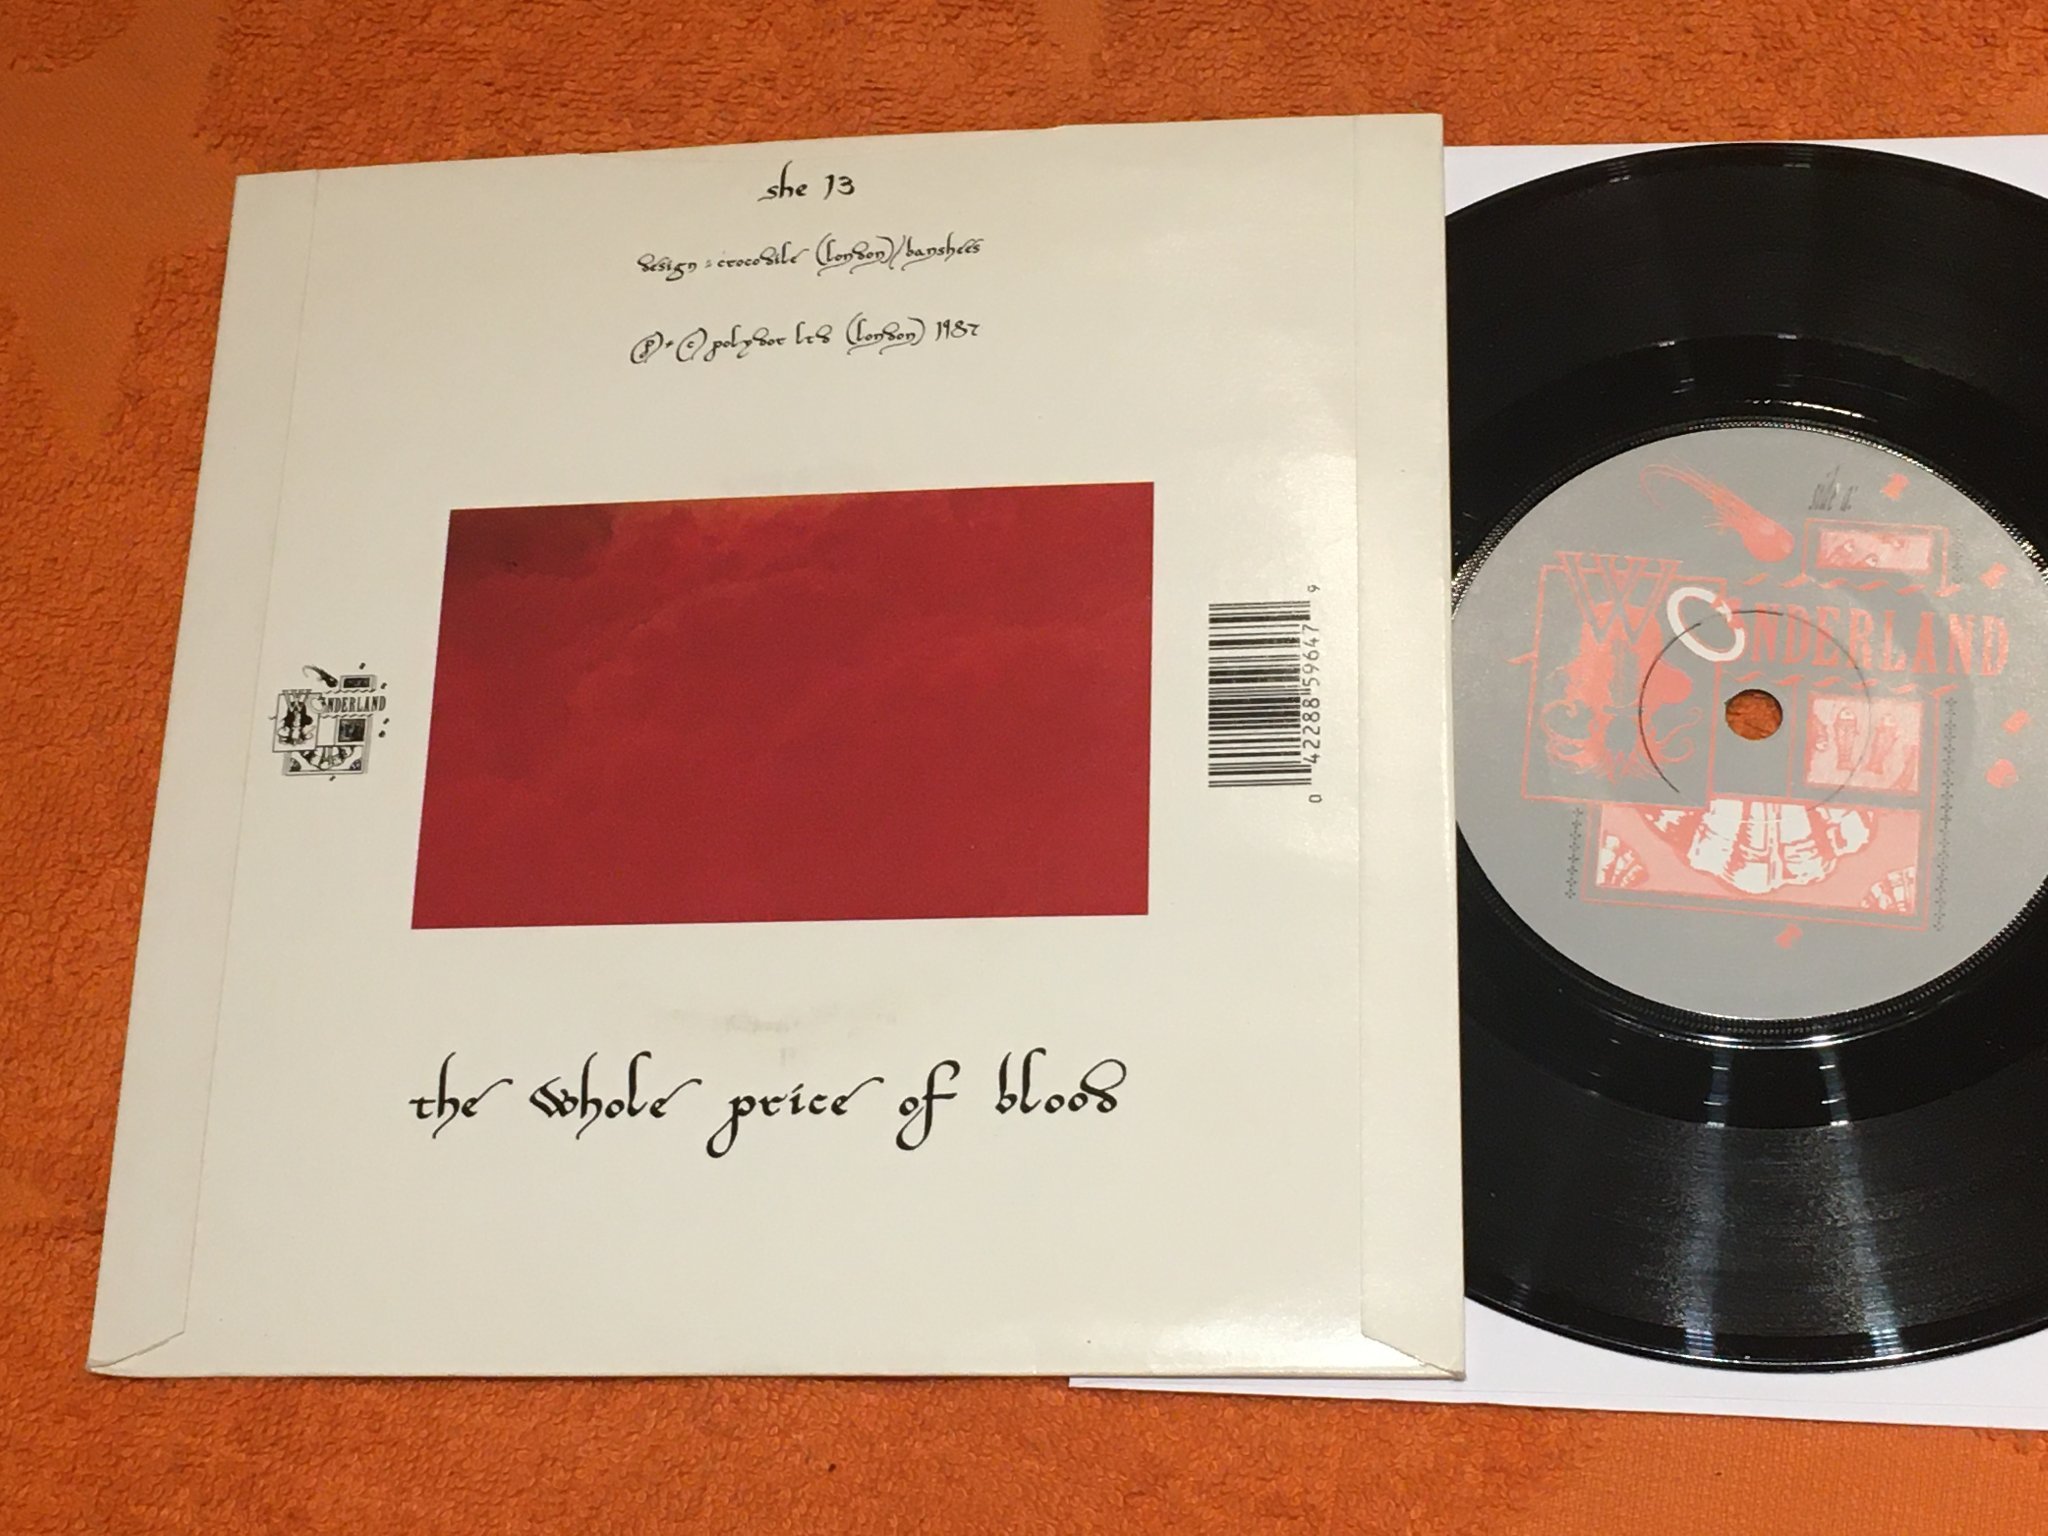 she 13
design : crocodile (london)/banshees
(p) + (c) polydor ltd (london) 1987
WONDERLAND
0 42288 59647 9
the whole price of blood
side a:
WONDERLAND